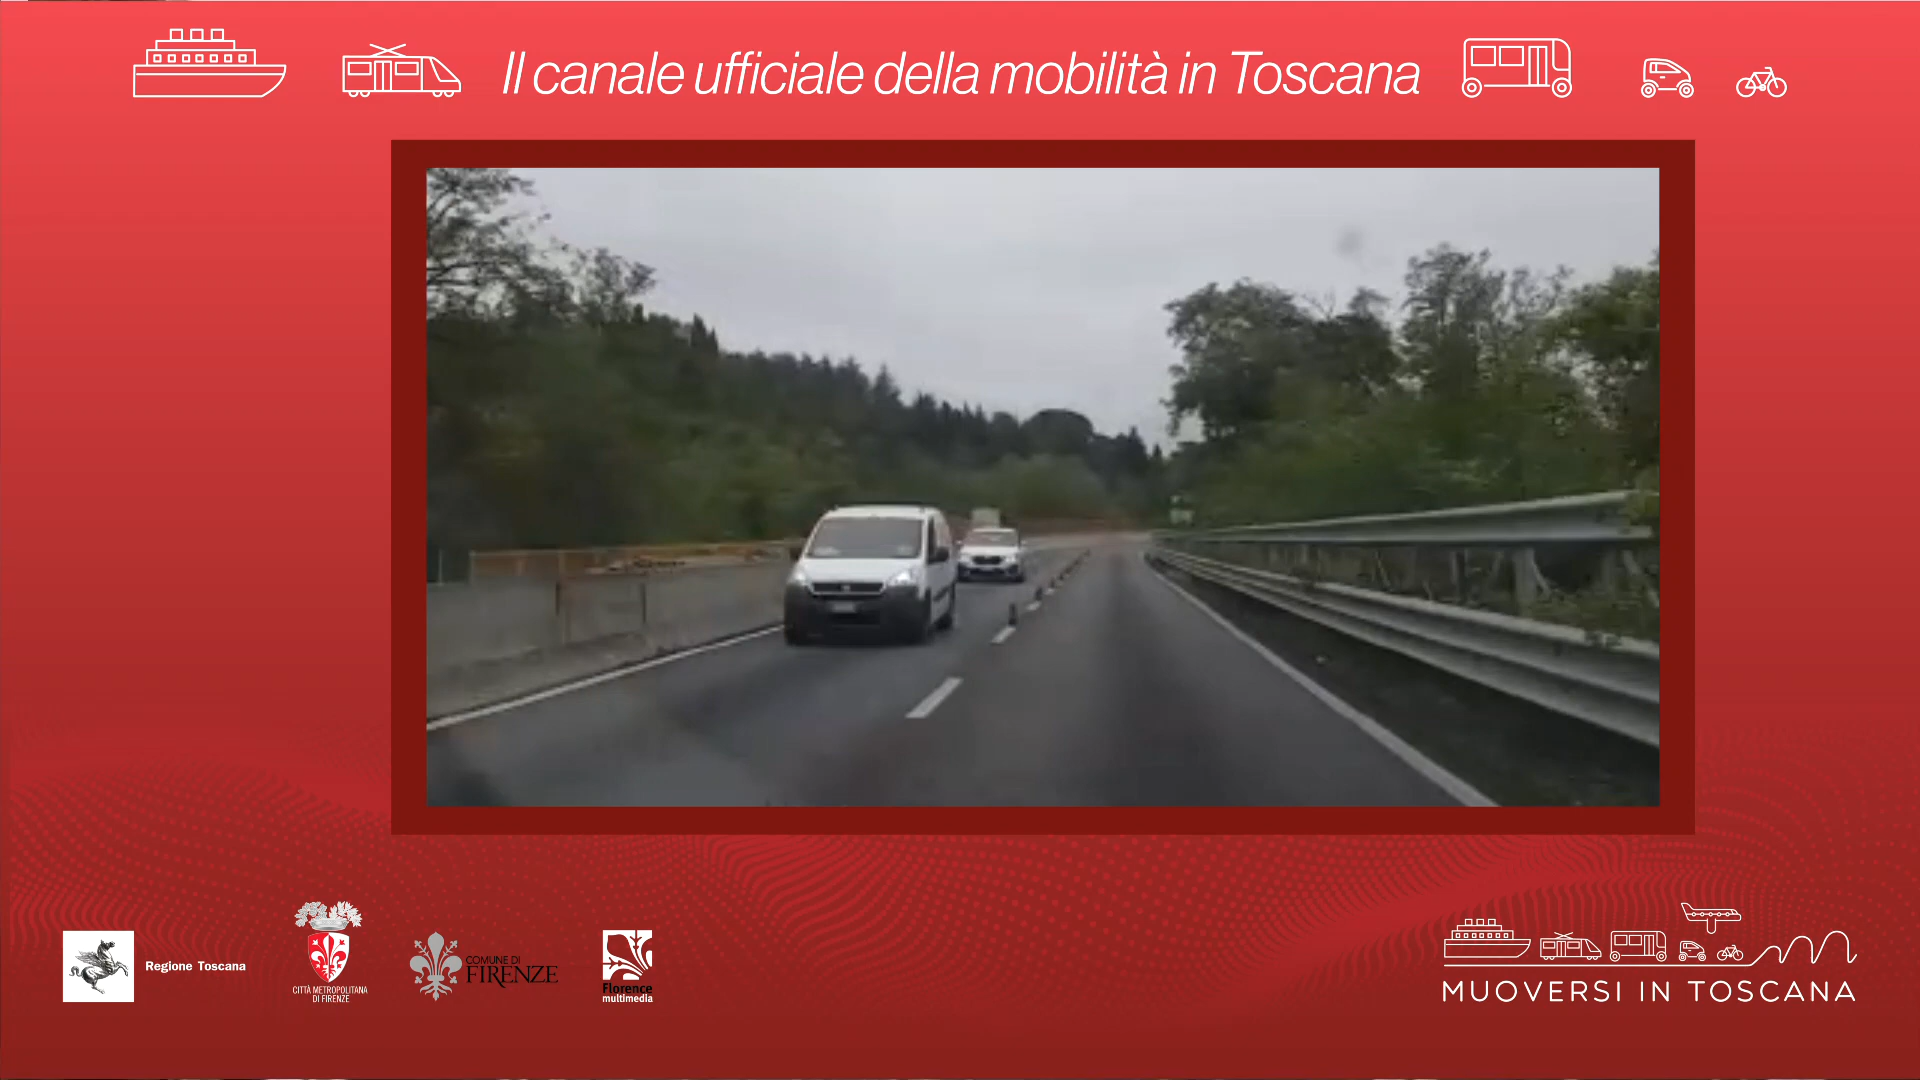 Il canale ufficiale della mobilità in Toscana
Regione Toscana
CITTÀ METROPOLITANA
DI FIRENZE
COMUNE DI
FIRENZE
Florence
multimedia
MUOVERSI IN TOSCANA